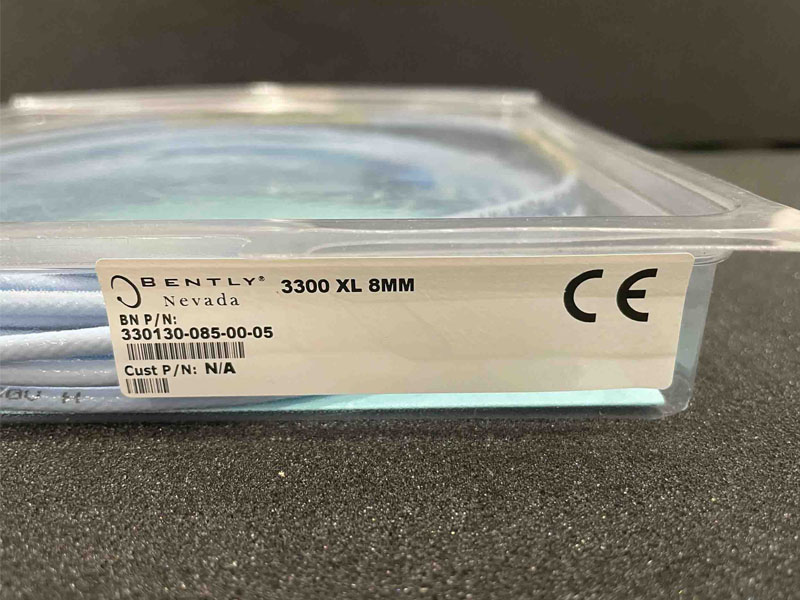 BENTLY® 3300 XL 8MM
Nevada
BN P/N:
330130-085-00-05
Cust P/N: N/A
CE